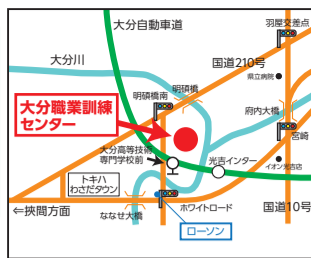 大分自動車道
羽屋交差点
大分川
国道210号
県立病院
明磧橋
明磧橋南
府内大橋
大分職業訓練
センター
宮崎
大分高等技術
専門学校前
光吉インター
イオン光吉店
トキハ
わさだタウン
⇐挾間方面
ななせ大橋
ホワイトロード
国道10号
ローソン